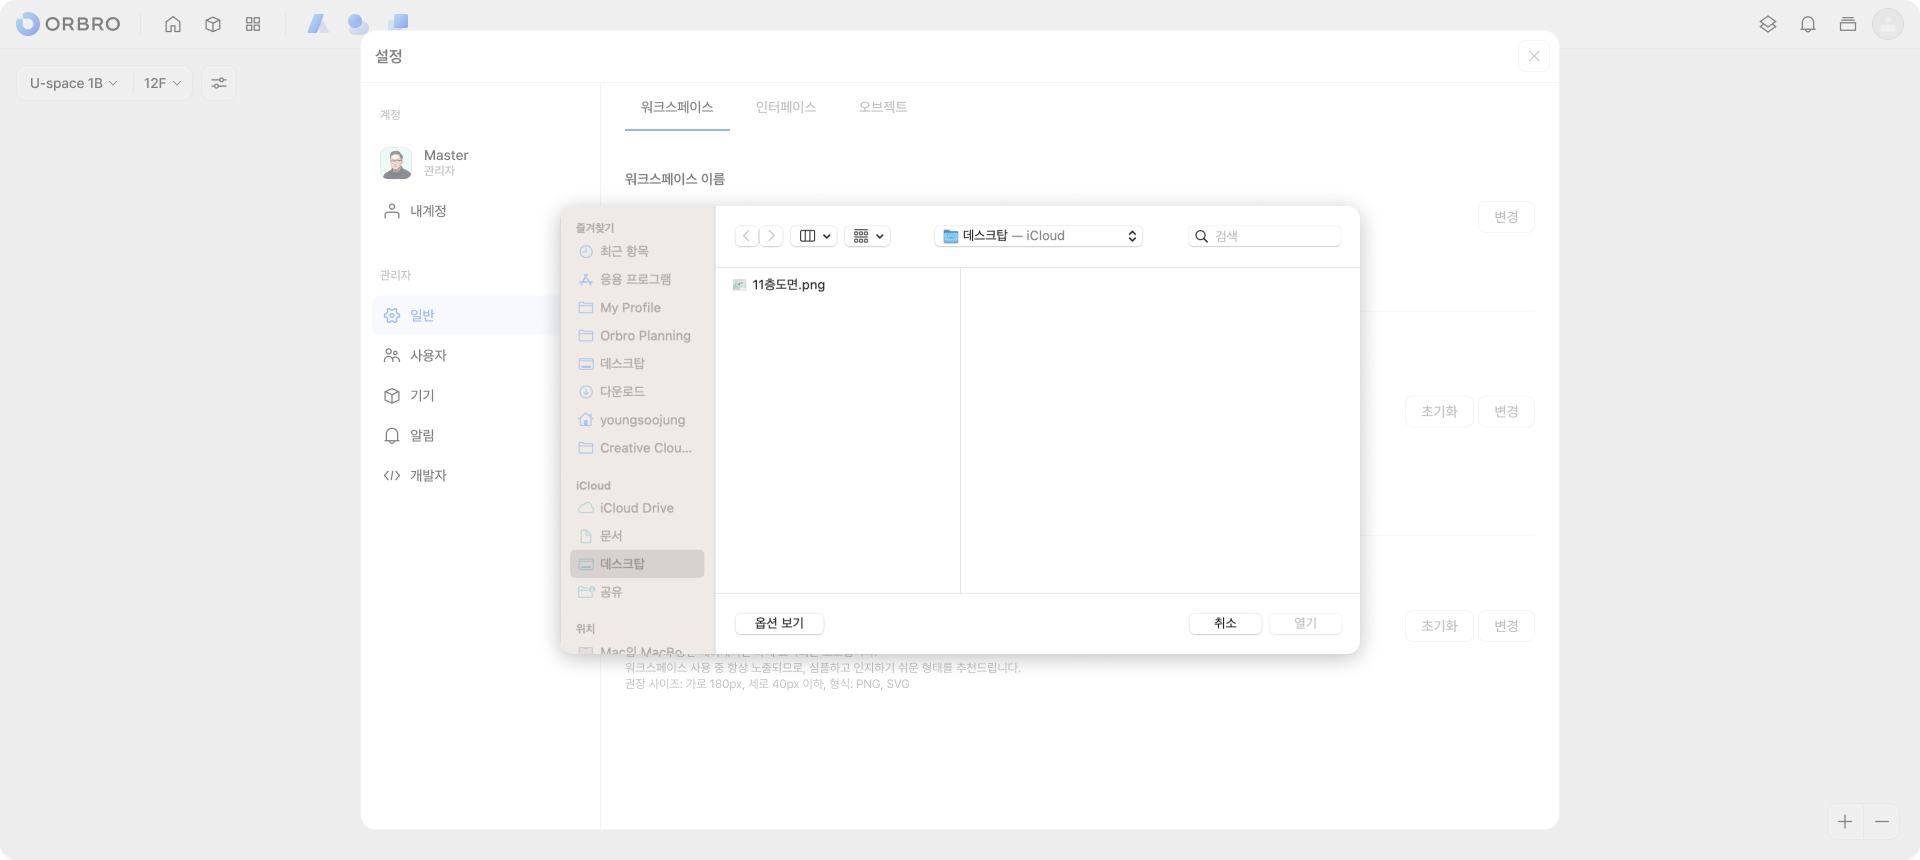 ORBRO
U-space 1B
12F
설정
계정
Master
관리자
내계정
관리자
일반
사용자
기기
알림
개발자
워크스페이스
인터페이스
오브젝트
워크스페이스 이름
변경
초기화
변경
초기화
변경
즐겨찾기
최근 항목
응용 프로그램
My Profile
Orbro Planning
데스크탑
다운로드
youngsoojung
Creative Clou...
iCloud
iCloud Drive
문서
데스크탑
공유
위치
Mac의 MacBo
데스크탑 — iCloud
검색
11층도면.png
옵션 보기
취소
열기
워크스페이스 사용 중 항상 노출되므로, 심플하고 인지하기 쉬운 형태를 추천드립니다.
권장 사이즈: 가로 180px, 세로 40px 이하, 형식: PNG, SVG